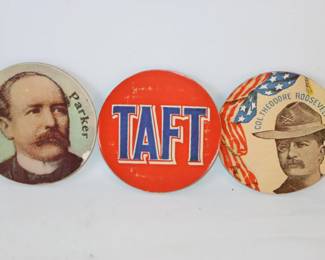 Parker
TAFT
COL. THEODORE ROOSEVELT